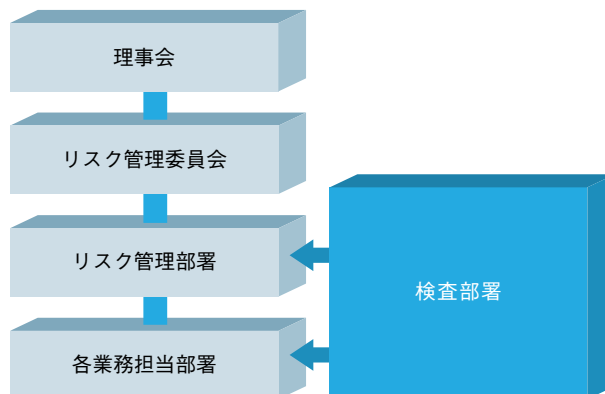 理事会
リスク管理委員会
リスク管理部署
検査部署
各業務担当部署